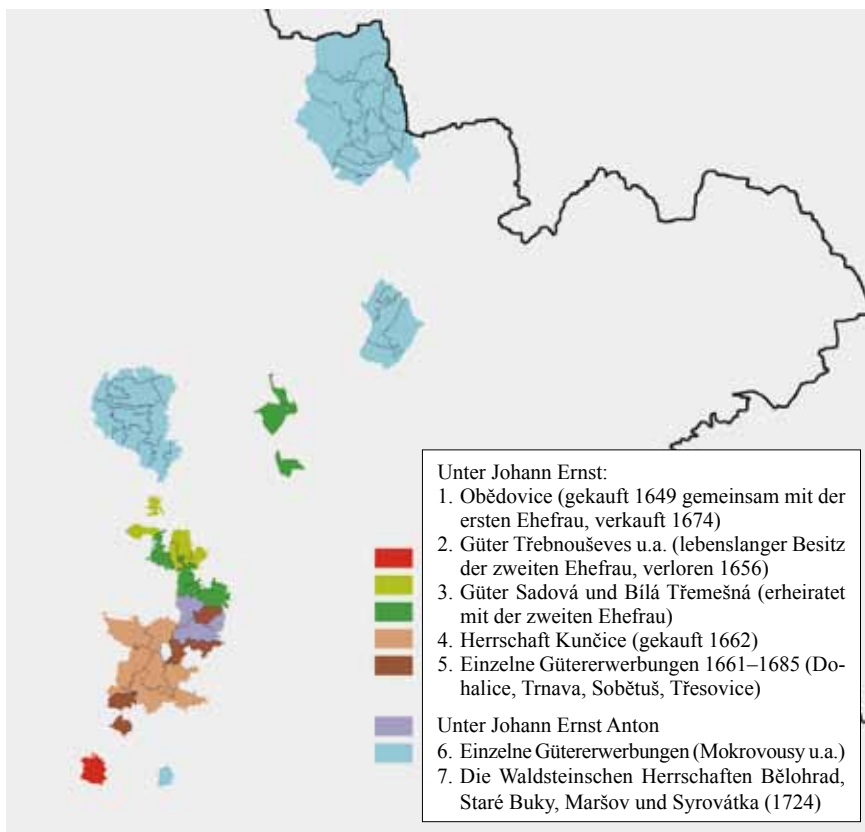 Unter Johann Ernst:
1. Obědovice (gekauft 1649 gemeinsam mit der
ersten Ehefrau, verkauft 1674)
2. Güter Třebnouševes u.a. (lebenslanger Besitz
der zweiten Ehefrau, verloren 1656)
3. Güter Sadová und Bílá Třemešná (erheiratet
mit der zweiten Ehefrau)
4. Herrschaft Kunčice (gekauft 1662)
5. Einzelne Gütererwerbungen 1661–1685 (Do-
halice, Trnava, Sobětuš, Třesovice)
Unter Johann Ernst Anton
6. Einzelne Gütererwerbungen (Mokrovousy u.a.)
7. Die Waldsteinschen Herrschaften Bělohrad,
Staré Buky, Maršov und Syrovátka (1724)